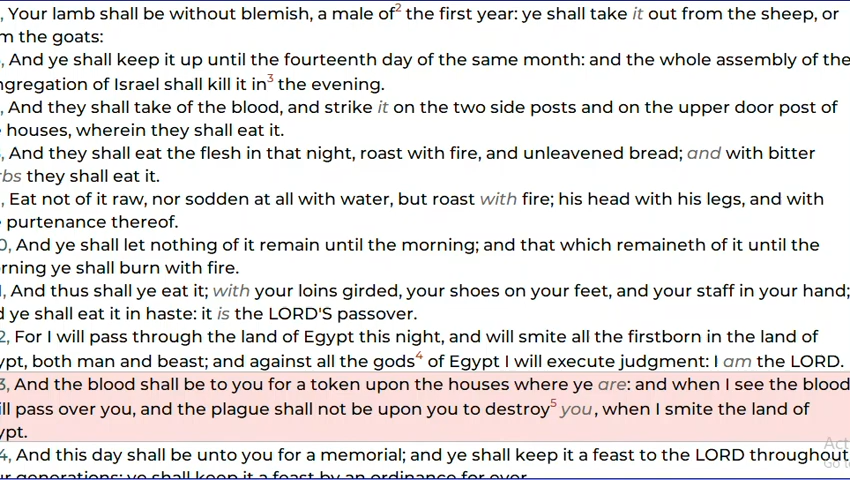 , Your lamb shall be without blemish, a male of2 the first year: ye shall take it out from the sheep, or
m the goats:
, And ye shall keep it up until the fourteenth day of the same month: and the whole assembly of the
ngregation of Israel shall kill it in3 the evening.
, And they shall take of the blood, and strike it on the two side posts and on the upper door post of
houses, wherein they shall eat it.
, And they shall eat the flesh in that night, roast with fire, and unleavened bread; and with bitter
rbs they shall eat it.
, Eat not of it raw, nor sodden at all with water, but roast with fire; his head with his legs, and with
purtenance thereof.
0, And ye shall let nothing of it remain until the morning; and that which remaineth of it until the
rning ye shall burn with fire.
, And thus shall ye eat it; with your loins girded, your shoes on your feet, and your staff in your hand;
d ye shall eat it in haste: it is the LORD'S passover.
2, For I will pass through the land of Egypt this night, and will smite all the firstborn in the land of
ypt, both man and beast; and against all the gods4 of Egypt I will execute judgment: I am the LORD.
3, And the blood shall be to you for a token upon the houses where ye are: and when I see the blood
ill pass over you, and the plague shall not be upon you to destroy5 you, when I smite the land of
ypt.
4, And this day shall be unto you for a memorial; and ye shall keep it a feast to the LORD throughout
ur generations: ye shall keep it a feast by an ordinance for ever.
Act
Go to